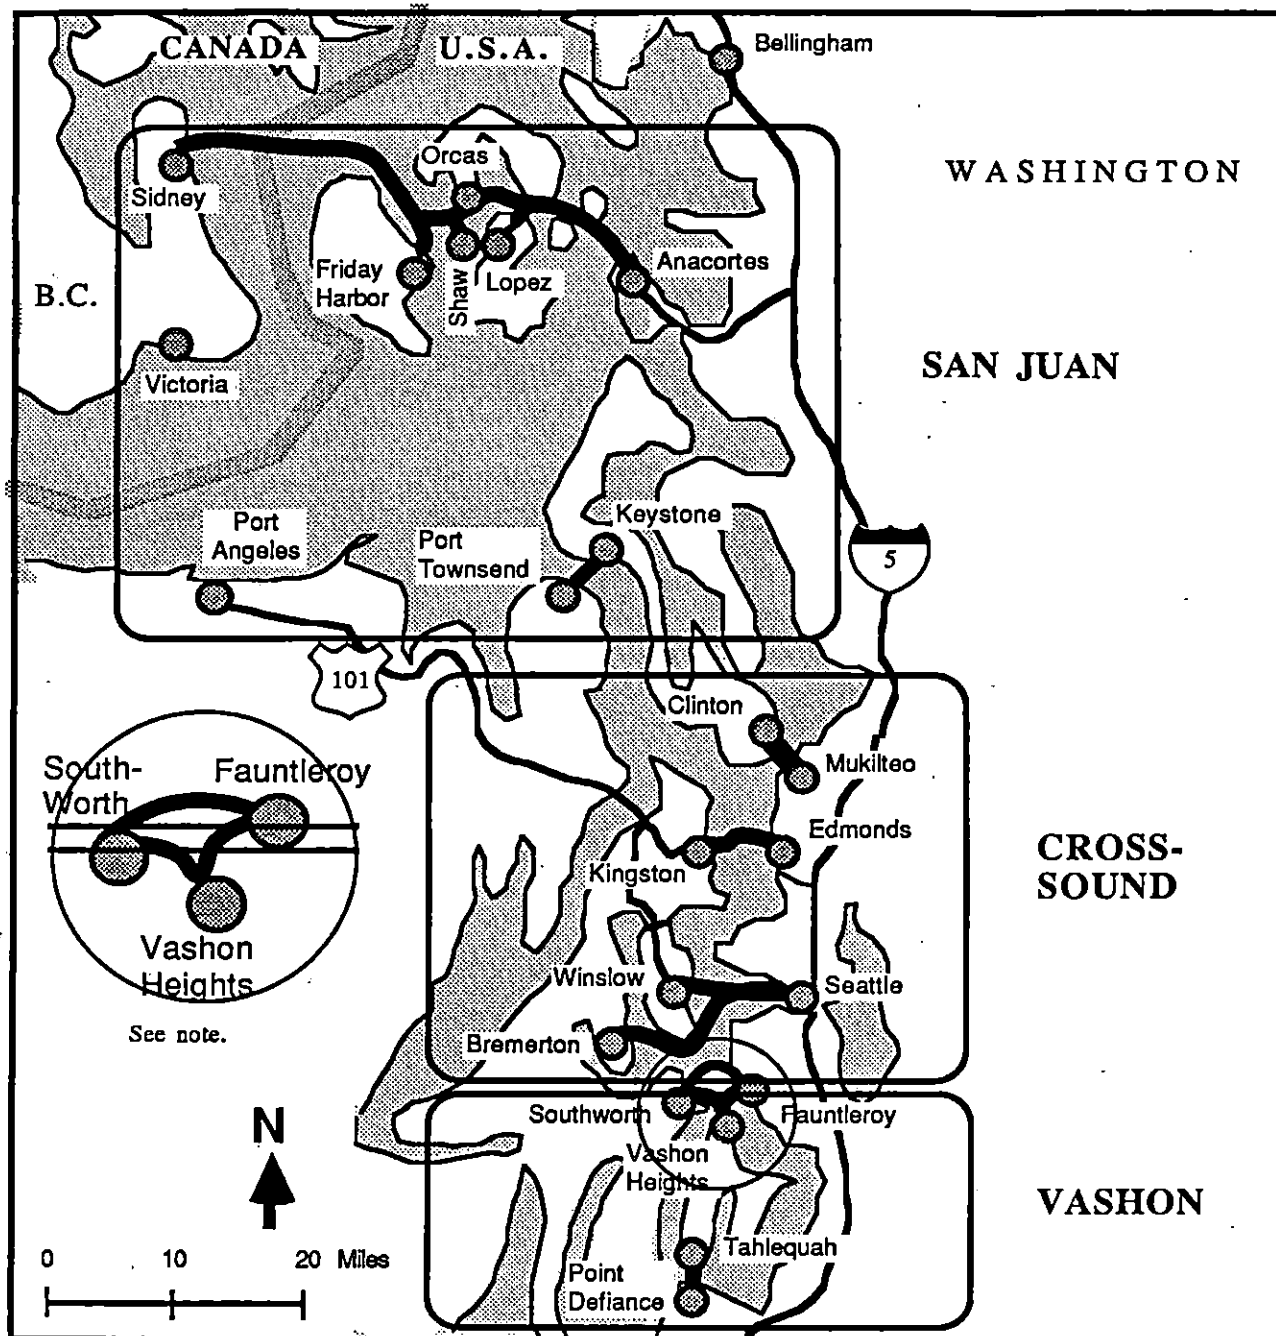 CANADA
U.S.A.
Bellingham
Orcas
WASHINGTON
Sidney
Friday
Harbor
Shaw
Lopez
Anacortes
B.C.
Victoria
SAN JUAN
Port
Angeles
Port
Townsend
Keystone
5
101
Clinton
Mukilteo
South-
Worth
Fauntleroy
Vashon
Heights
See note.
Edmonds
Kingston
CROSS-
SOUND
Winslow
Seattle
Bremerton
Southworth
Fauntleroy
Vashon
Heights
N
VASHON
0 10 20 Miles
Tahlequah
Point
Defiance